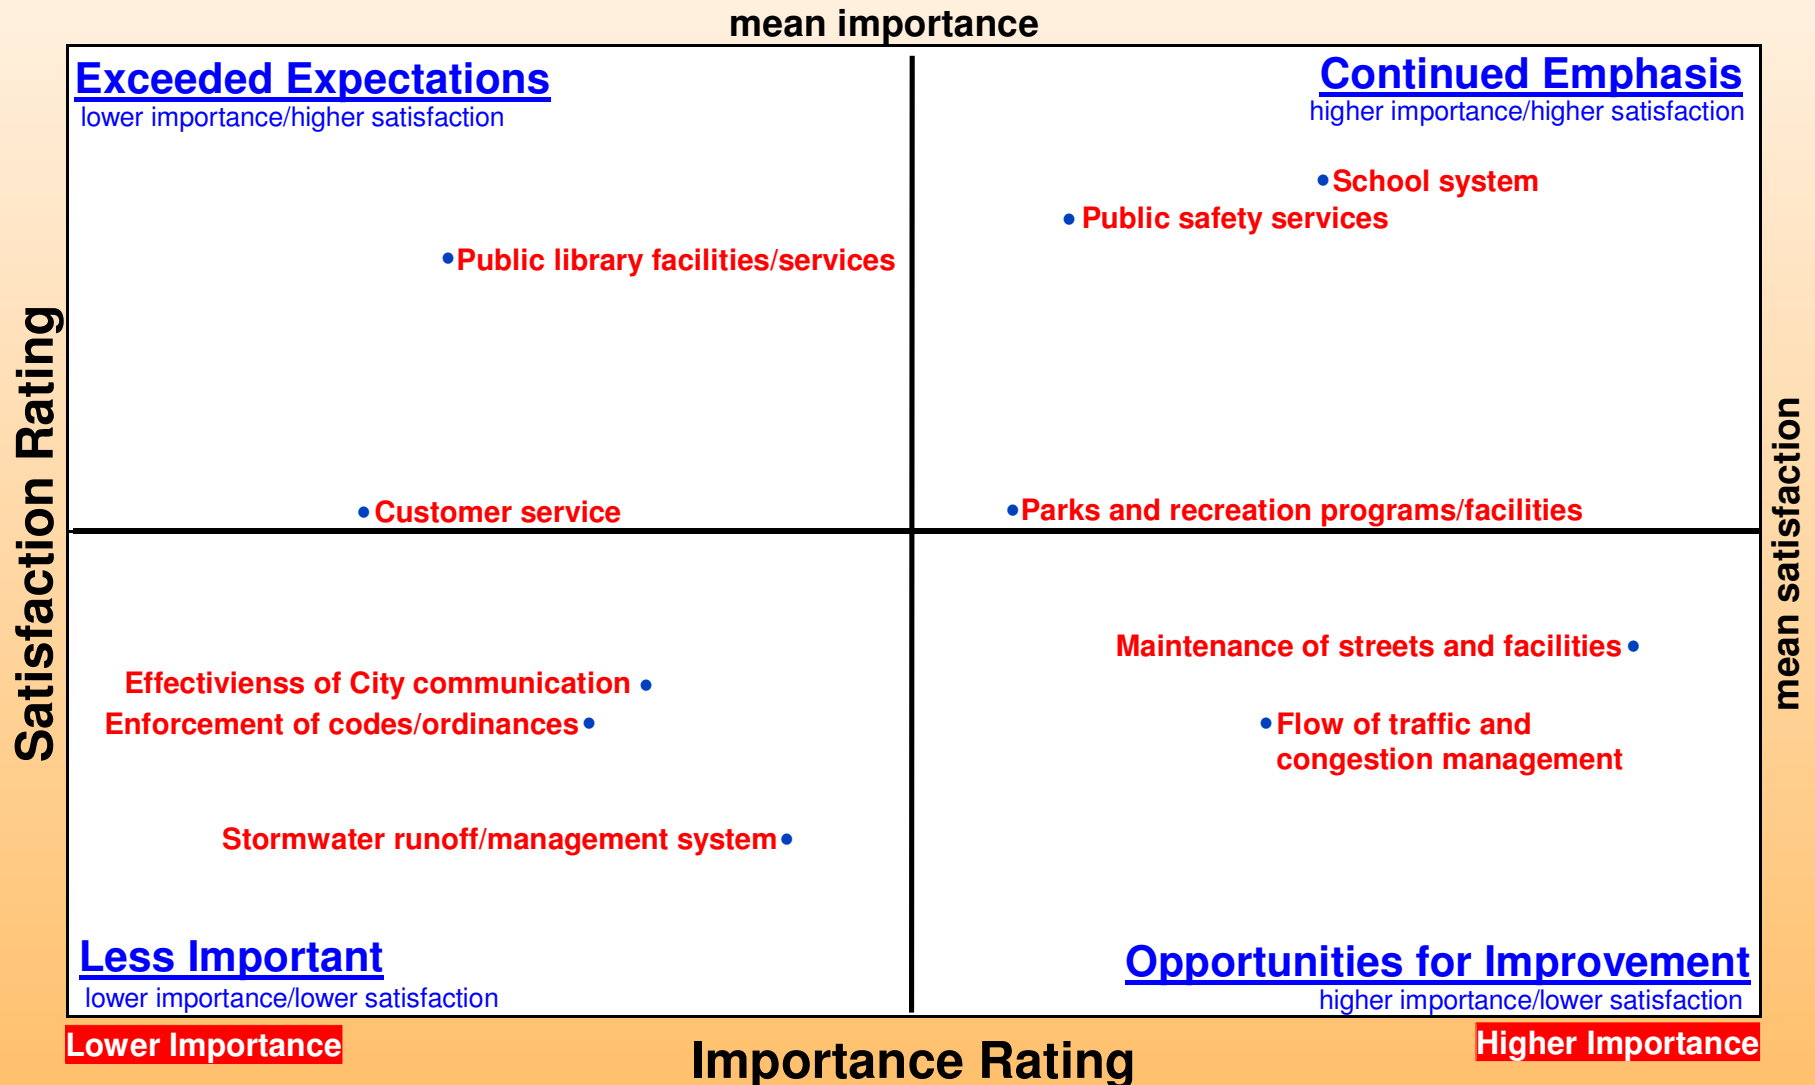 mean importance
Exceeded Expectations
lower importance/higher satisfaction
Continued Emphasis
higher importance/higher satisfaction
School system
Public safety services
Public library facilities/services
Customer service
Parks and recreation programs/facilities
Satisfaction Rating
mean satisfaction
Maintenance of streets and facilities
Effectivienss of City communication
Enforcement of codes/ordinances
Flow of traffic and
congestion management
Stormwater runoff/management system
Less Important
lower importance/lower satisfaction
Opportunities for Improvement
higher importance/lower satisfaction
Lower Importance
Importance Rating
Higher Importance